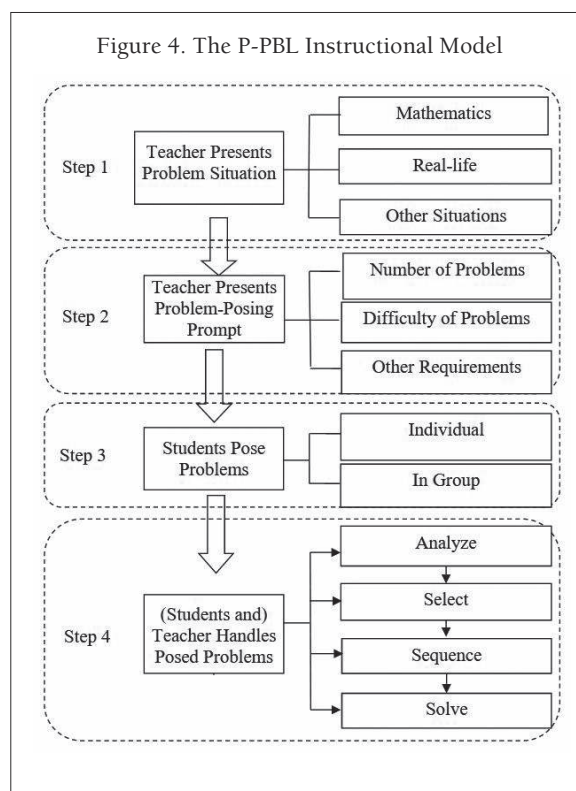 Figure 4. The P-PBL Instructional Model
Step 1
Teacher Presents
Problem Situation
Mathematics
Real-life
Other Situations
Step 2
Teacher Presents
Problem-Posing
Prompt
Number of Problems
Difficulty of Problems
Other Requirements
Step 3
Students Pose
Problems
Individual
In Group
Step 4
(Students and)
Teacher Handles
Posed Problems
Analyze
Select
Sequence
Solve